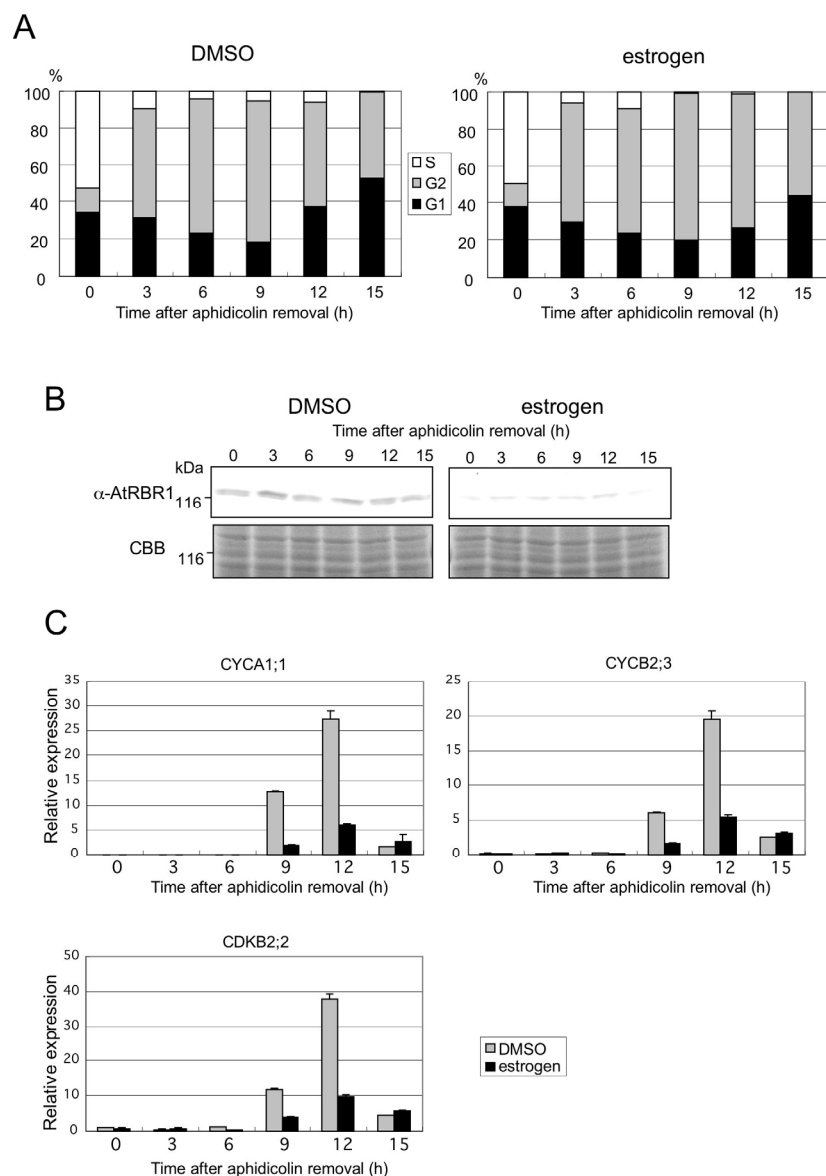 A
DMSO
estrogen
%
%
100 100
80 80
60 60
40 40
20 20
0 0
S
G2
G1
0 3 6 9 12 15
0 3 6 9 12 15
Time after aphidicolin removal (h)
Time after aphidicolin removal (h)
B
DMSO estrogen
Time after aphidicolin removal (h)
0 3 6 9 12 15 0 3 6 9 12 15
kDa
α-AtRBR1 116
CBB 116
C
CYCA1;1
CYCB2;3
Relative expression
35
30
25
20
15
10
5
0
0 3 6 9 12 15
Time after aphidicolin removal (h)
Relative expression
25
20
15
10
5
0
0 3 6 9 12 15
Time after aphidicolin removal (h)
CDKB2;2
Relative expression
50
40
30
20
10
0
0 3 6 9 12 15
Time after aphidicolin removal (h)
DMSO
estrogen